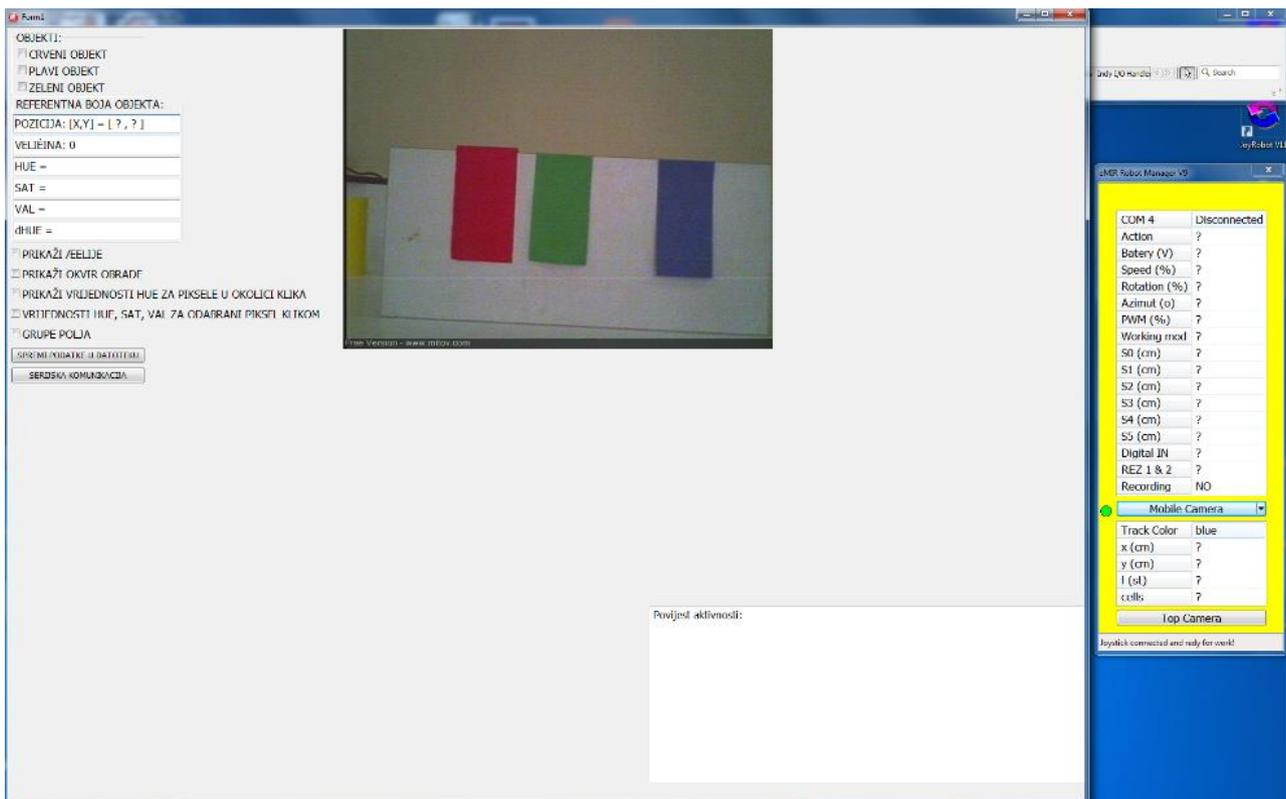 Form1
OBJEKTI:
CRVENI OBJEKT
PLAVI OBJEKT
ZELENI OBJEKT
REFERENTNA BOJA OBJEKTA:
POZICIJA: [X,Y] = [ ? , ? ]
VELIČINA: 0
HUE =
SAT =
VAL =
dHUE =
PRIKAŽI
PRIKAŽI OKVIR OBRADE
PRIKAŽI VRIJEDNOSTI HUE ZA PIKSELE U OKOLICI KLIKA
VRIJEDNOSTI HUE, SAT, VAL ZA ODABRANI PIKSEL KLIKOM
GRUPE POLJA
SPREMI PODATKE U DATOTEKU
SERIJSKA KOMUNIKACIJA
Free Version - www.mitov.com
Povijest aktivnosti:
Indy I/O Handler
Search
JoyRobot V1.1
eMIR Robot Manager V9
COM 4 Disconnected
Action ?
Batery (V) ?
Speed (%) ?
Rotation (%) ?
Azimut (o) ?
PWM (%) ?
Working mod ?
S0 (cm) ?
S1 (cm) ?
S2 (cm) ?
S3 (cm) ?
S4 (cm) ?
S5 (cm) ?
Digital IN ?
REZ 1 & 2 ?
Recording NO
Mobile Camera
Track Color blue
x (cm) ?
y (cm) ?
l (st) ?
cells ?
Top Camera
Joystick connected and redy for work!